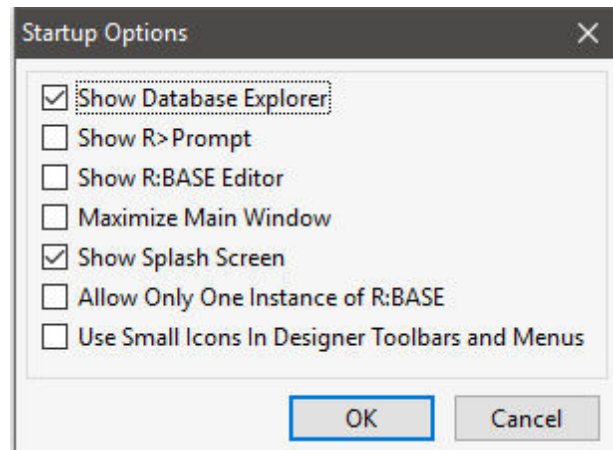 Startup Options
Show Database Explorer
Show R>Prompt
Show R:BASE Editor
Maximize Main Window
Show Splash Screen
Allow Only One Instance of R:BASE
Use Small Icons In Designer Toolbars and Menus
OK Cancel